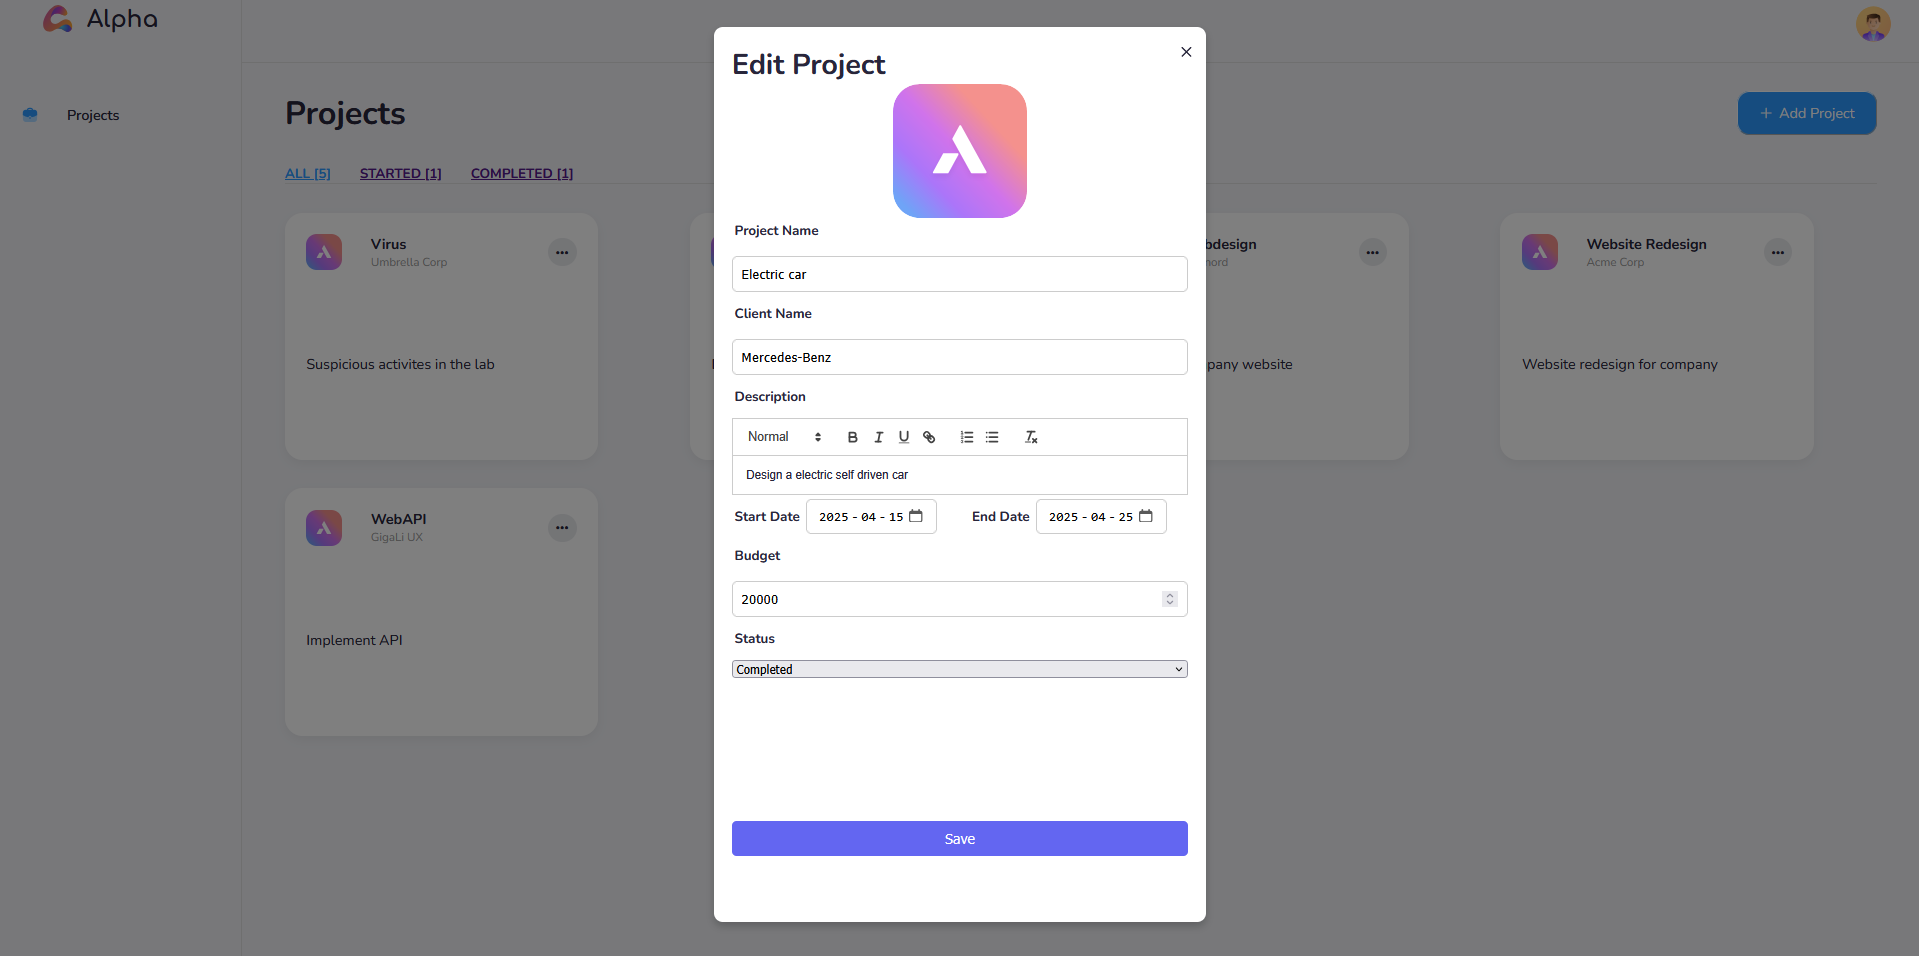 Alpha
Projects
Projects
+ Add Project
ALL [5]
STARTED [1]
COMPLETED [1]
Virus
Umbrella Corp
Suspicious activites in the lab
Website Redesign
Acme Corp
pany website
Website redesign for company
WebAPI
GigaLi UX
Implement API
Edit Project
Project Name
Electric car
Client Name
Mercedes-Benz
Description
Normal
Design a electric self driven car
Start Date 2025-04-15 End Date 2025-04-25
Budget
20000
Status
Completed
Save